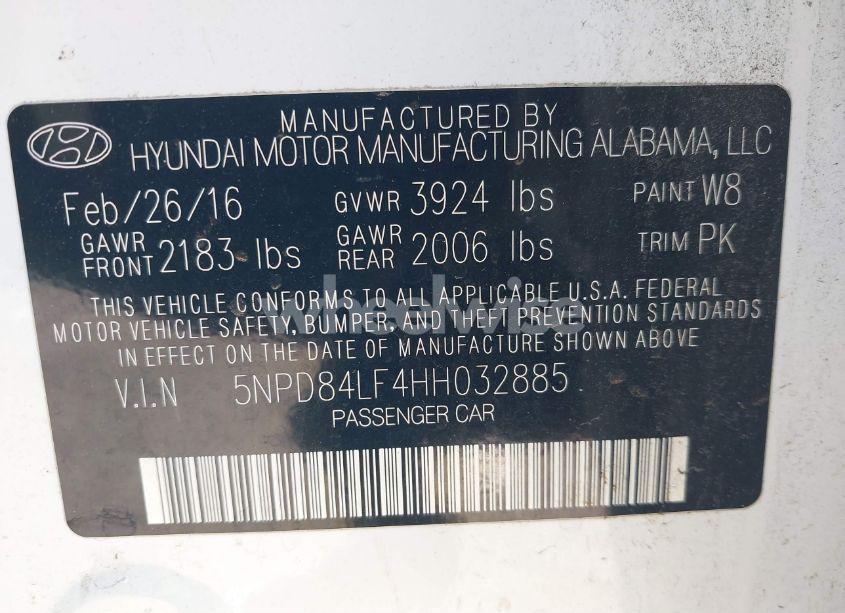 MANUFACTURED BY
HYUNDAI MOTOR MANUFACTURING ALABAMA, LLC
Feb/26/16 GVWR 3924 lbs PAINT W8
GAWR FRONT 2183 lbs GAWR REAR 2006 lbs TRIM PK
THIS VEHICLE CONFORMS TO ALL APPLICABLE U.S.A. FEDERAL
MOTOR VEHICLE SAFETY, BUMPER, AND THEFT PREVENTION STANDARDS
IN EFFECT ON THE DATE OF MANUFACTURE SHOWN ABOVE
V.I.N 5NPD84LF4HH032885
PASSENGER CAR
wheelwise